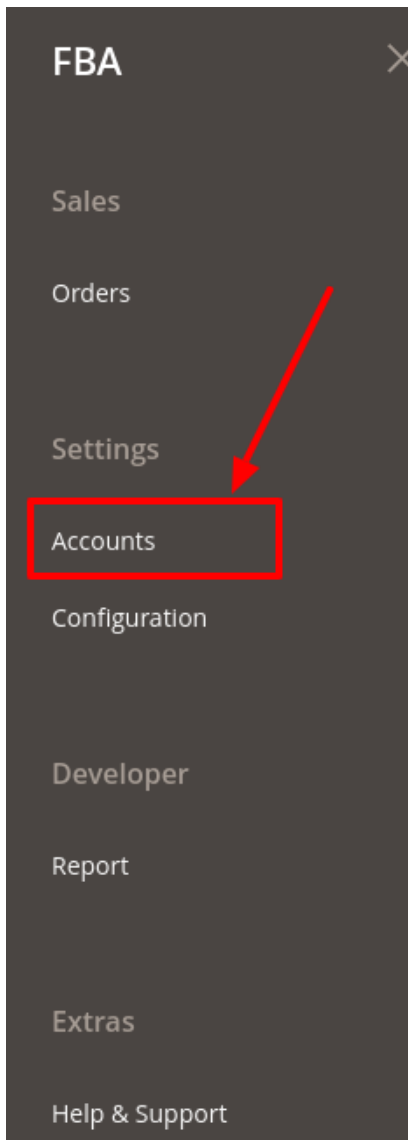 FBA
Sales
Orders
Settings
Accounts
Configuration
Developer
Report
Extras
Help & Support